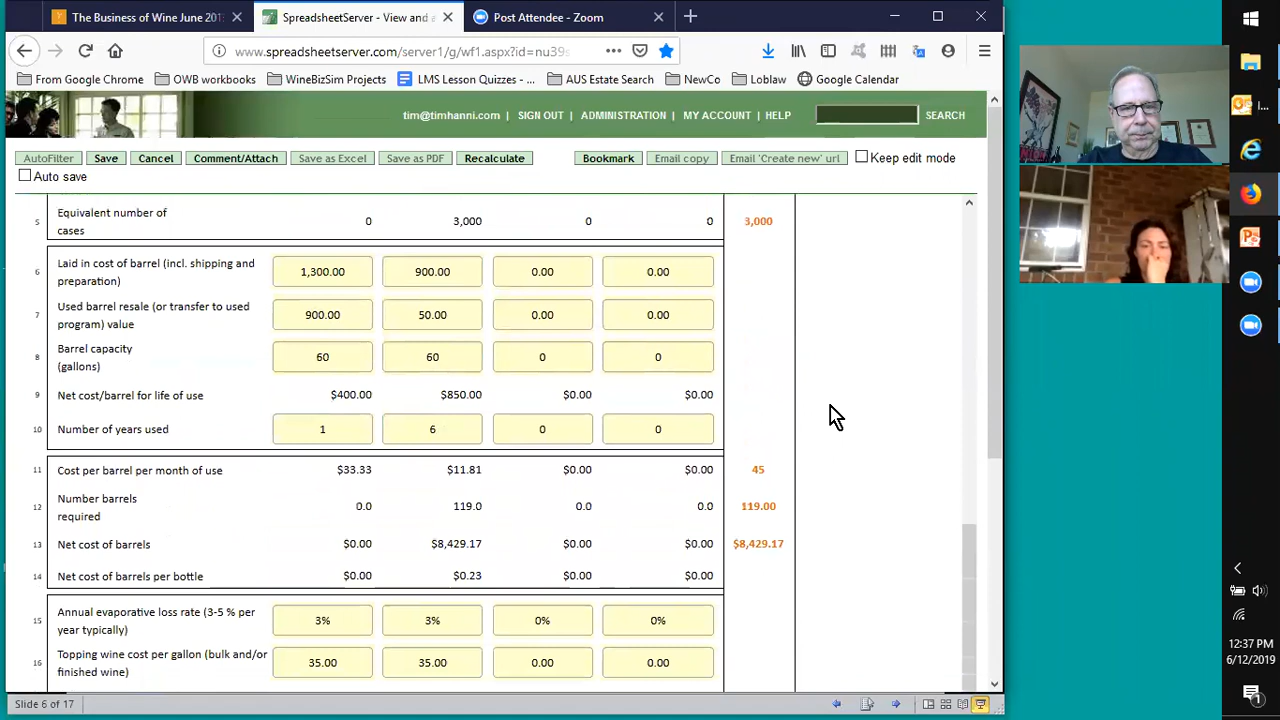 The Business of Wine June 201
SpreadsheetServer - View and a
Post Attendee - Zoom
www.spreadsheetserver.com/server1/g/wf1.aspx?id=nu39s
From Google Chrome
OWB workbooks
WineBizSim Projects
LMS Lesson Quizzes - ...
AUS Estate Search
NewCo
Loblaw
Google Calendar
tim@timhanni.com | SIGN OUT | ADMINISTRATION | MY ACCOUNT | HELP SEARCH
AutoFilter Save Cancel Comment/Attach Save as Excel Save as PDF Recalculate Bookmark Email copy Email 'Create new' url Keep edit mode
Auto save
5 Equivalent number of cases 0 3,000 0 0 3,000
6 Laid in cost of barrel (incl. shipping and preparation) 1,300.00 900.00 0.00 0.00
7 Used barrel resale (or transfer to used program) value 900.00 50.00 0.00 0.00
8 Barrel capacity (gallons) 60 60 0 0
9 Net cost/barrel for life of use $400.00 $850.00 $0.00 $0.00
10 Number of years used 1 6 0 0
11 Cost per barrel per month of use $33.33 $11.81 $0.00 $0.00 45
12 Number barrels required 0.0 119.0 0.0 0.0 119.00
13 Net cost of barrels $0.00 $8,429.17 $0.00 $0.00 $8,429.17
14 Net cost of barrels per bottle $0.00 $0.23 $0.00 $0.00
15 Annual evaporative loss rate (3-5 % per year typically) 3% 3% 0% 0%
16 Topping wine cost per gallon (bulk and/or finished wine) 35.00 35.00 0.00 0.00
Slide 6 of 17
12:37 PM
6/12/2019
1